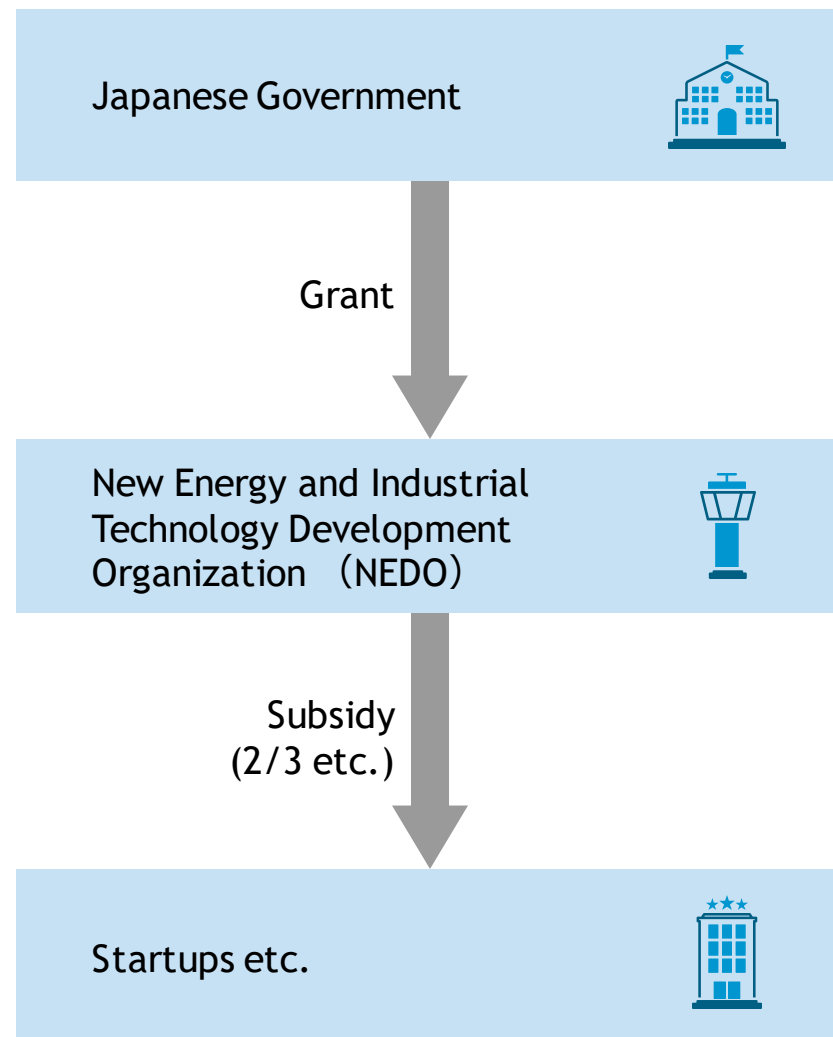 Japanese Government
Grant
New Energy and Industrial
Technology Development
Organization （NEDO）
Subsidy
(2/3 etc.)
Startups etc.